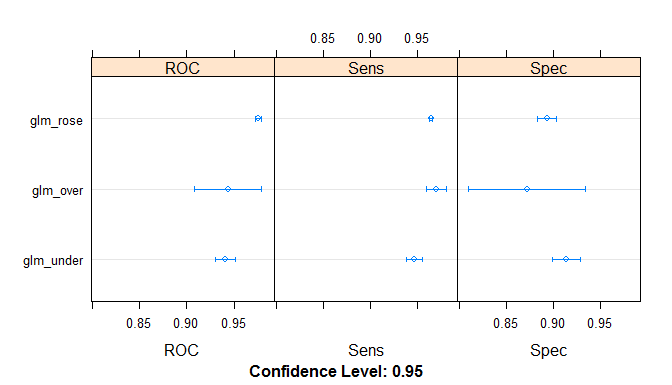 0.85 0.90 0.95
ROC Sens Spec
glm_rose
glm_over
glm_under
0.85 0.90 0.95 0.85 0.90 0.95
ROC Sens Spec
Confidence Level: 0.95